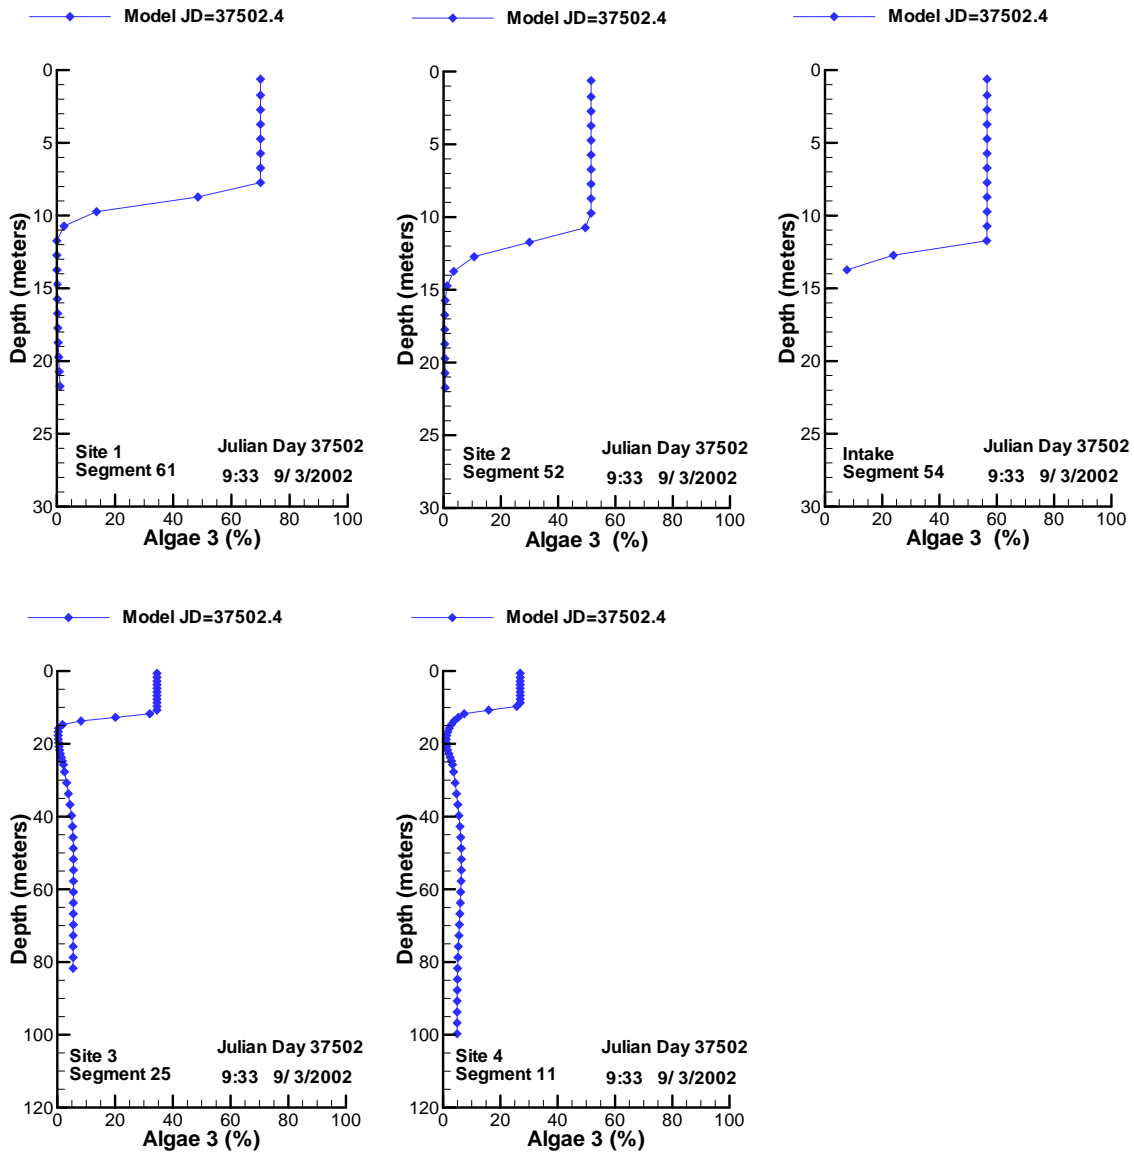 Model JD=37502.4
0
5
10
15
20
25
30
0 20 40 60 80 100
Depth (meters)
Algae 3 (%)
Site 1
Segment 61
Julian Day 37502
9:33 9/ 3/2002
Model JD=37502.4
0
5
10
15
20
25
30
0 20 40 60 80 100
Depth (meters)
Algae 3 (%)
Site 2
Segment 52
Julian Day 37502
9:33 9/ 3/2002
Model JD=37502.4
0
5
10
15
20
25
30
0 20 40 60 80 100
Depth (meters)
Algae 3 (%)
Intake
Segment 54
Julian Day 37502
9:33 9/ 3/2002
Model JD=37502.4
0
20
40
60
80
100
120
0 20 40 60 80 100
Depth (meters)
Algae 3 (%)
Site 3
Segment 25
Julian Day 37502
9:33 9/ 3/2002
Model JD=37502.4
0
20
40
60
80
100
120
0 20 40 60 80 100
Depth (meters)
Algae 3 (%)
Site 4
Segment 11
Julian Day 37502
9:33 9/ 3/2002